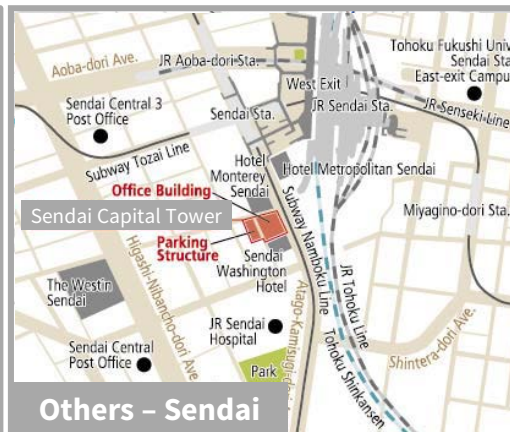 Aoba-dori Ave.
JR Aoba-dori Sta.
Tohoku Fukushi Univ
Sendai Sta
East-exit Campu
West Exit
JR Sendai Sta.
JR Senseki Line
Sendai Central 3
Post Office
Sendai Sta.
Subway Tozai Line
Hotel
Monterey
Sendai
Hotel Metropolitan Sendai
Office Building
Sendai Capital Tower
Miyagino-dori Sta.
Parking
Structure
Sendai
Washington
Hotel
Subway Namboku Line
Higashi-Nibancho-dori Ave
The Westin
Sendai
JR Sendai
Hospital
Atago-Kamisugi-d
JR Tohoku Line
Tohoku Shinkansen
Shintera-dori Ave.
Sendai Central
Post Office
Park
Others – Sendai